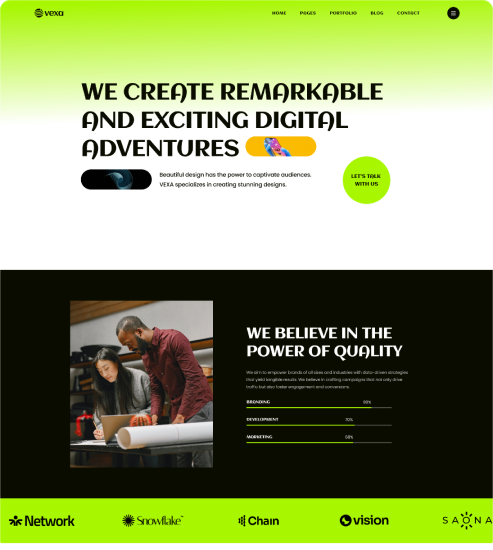 vexa
HOME PAGES PORTFOLIO BLOG CONTACT
WE CREATE REMARKABLE
AND EXCITING DIGITAL
ADVENTURES
Beautiful design has the power to captivate audiences.
VEXA specializes in creating stunning designs.
LET'S TALK
WITH US
WE BELIEVE IN THE
POWER OF QUALITY
We aim to empower brands of all sizes and industries with data-driven strategies
that yield tangible results. We believe in crafting campaigns that not only drive
traffic but also foster engagement and conversions.
BRANDING
DEVELOPMENT 70%
MARKETING
Network Snowflake Chain vision SAONA